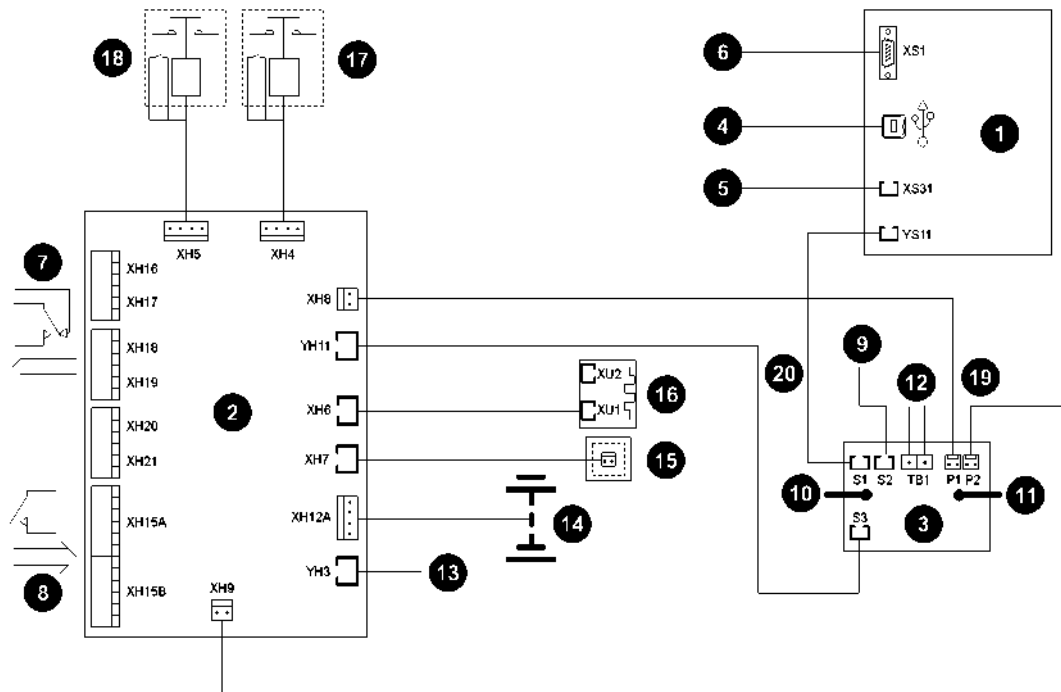 18
17
6
XS1
4
1
5
XS31
YS11
XH5
XH4
7
XH16
XH17
XH8
XH18
YH11
9
XH19
20
12
19
XU2
16
2
XH6
XU1
XH20
XH21
XH7
15
S1 S2 TB1 P1 P2
10
11
XH15A
XH12A
14
S3
3
8
XH15B
XH9
YH3
13